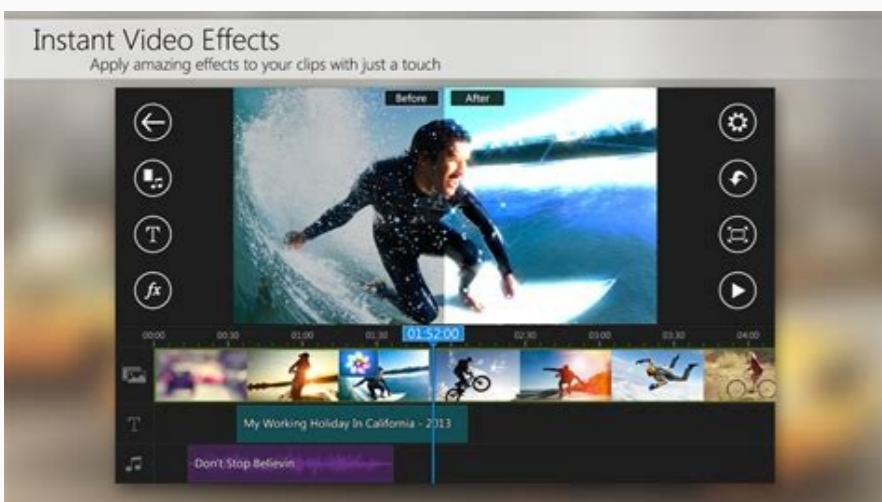 Instant Video Effects
Apply amazing effects to your clips with just a touch
Before After
T
fx
00:00 00:30 01:00 01:30 01:52:00 02:30 03:00 03:30 04:00
T My Working Holiday In California - 2013
Don't Stop Believin